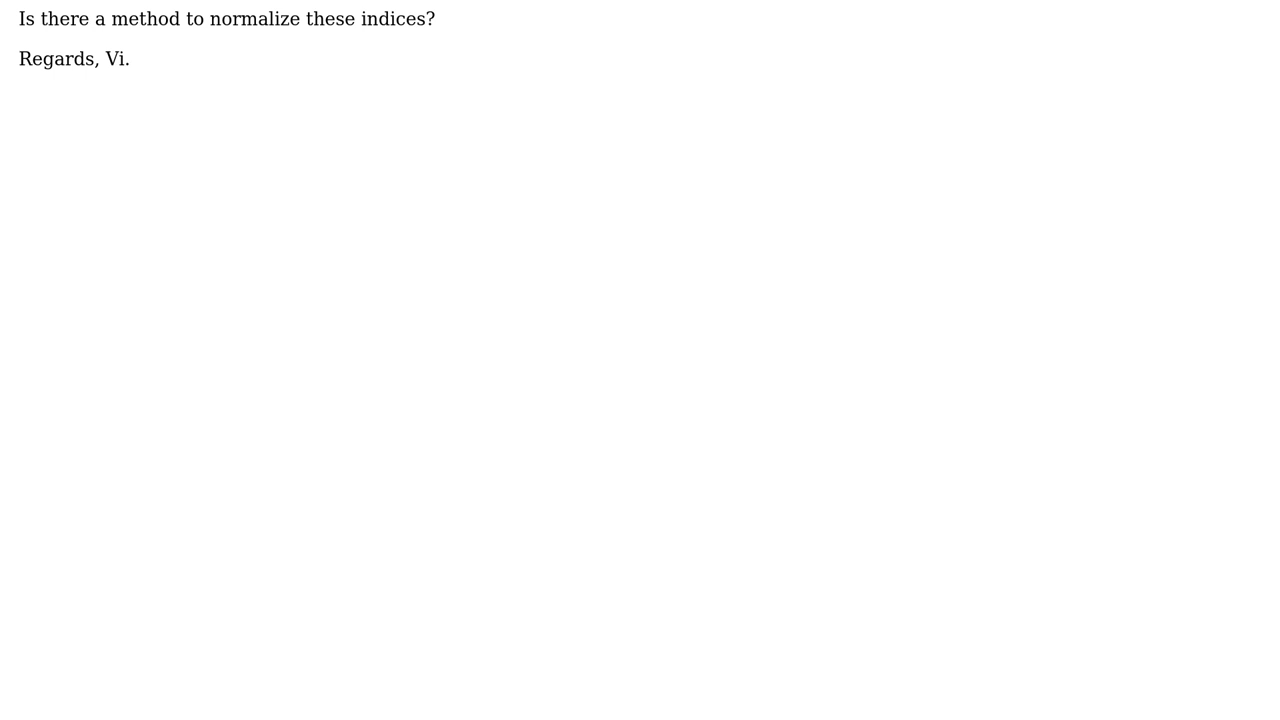 Is there a method to normalize these indices?
Regards, Vi.